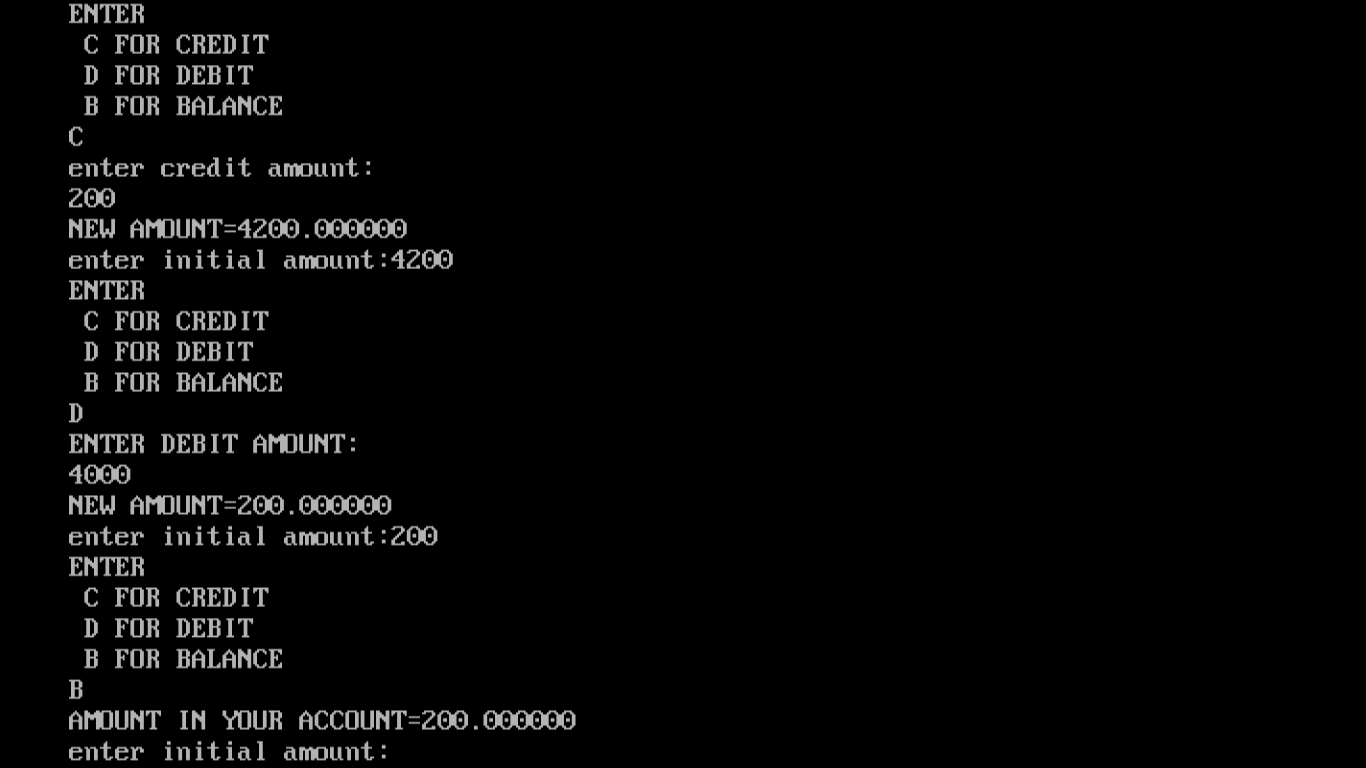 ENTER
C FOR CREDIT
D FOR DEBIT
B FOR BALANCE
C
enter credit amount:
200
NEW AMOUNT=4200.000000
enter initial amount:4200
ENTER
C FOR CREDIT
D FOR DEBIT
B FOR BALANCE
D
ENTER DEBIT AMOUNT:
4000
NEW AMOUNT=200.000000
enter initial amount:200
ENTER
C FOR CREDIT
D FOR DEBIT
B FOR BALANCE
B
AMOUNT IN YOUR ACCOUNT=200.000000
enter initial amount: